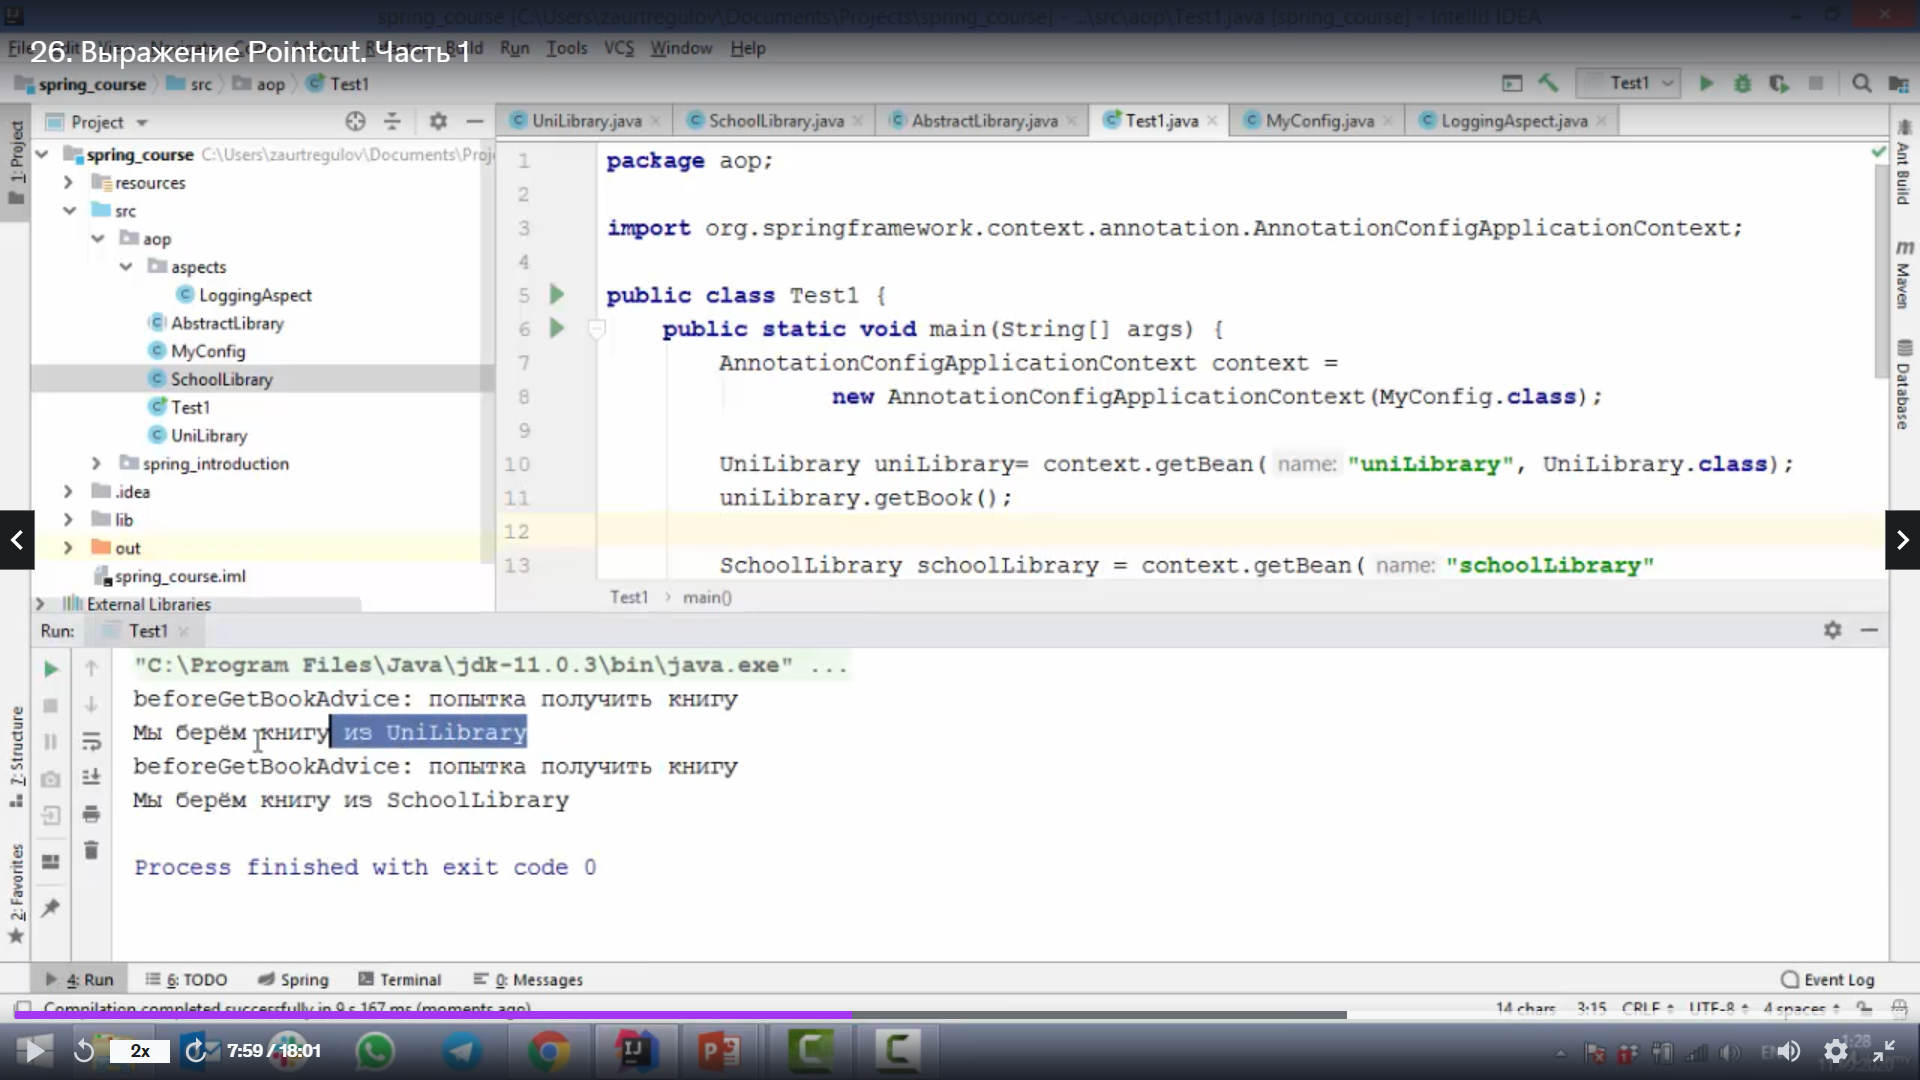 spring_course [C:\Users\zaurtregulov\Documents\Projects\spring_course] - ...\src\aop\Test1.java [spring_course] - IntelliJ IDEA
26. Выражение Pointcut. Часть 1
Run Tools VCS Window Help
spring_course src aop Test1
Test1
Project
UniLibrary.java SchoolLibrary.java AbstractLibrary.java Test1.java MyConfig.java LoggingAspect.java
1: Project
spring_course C:\Users\zaurtregulov\Documents\Proj
resources
src
aop
aspects
LoggingAspect
AbstractLibrary
MyConfig
SchoolLibrary
Test1
UniLibrary
spring_introduction
.idea
lib
out
spring_course.iml
External Libraries
1 package aop;
2
3 import org.springframework.context.annotation.AnnotationConfigApplicationContext;
4
5 public class Test1 {
6 public static void main(String[] args) {
7 AnnotationConfigApplicationContext context =
8 new AnnotationConfigApplicationContext(MyConfig.class);
9
10 UniLibrary uniLibrary= context.getBean( name: "uniLibrary", UniLibrary.class);
11 uniLibrary.getBook();
12
13 SchoolLibrary schoolLibrary = context.getBean( name: "schoolLibrary"
Test1 main()
Ant Build
Maven
Database
Run: Test1
"C:\Program Files\Java\jdk-11.0.3\bin\java.exe" ...
beforeGetBookAdvice: попытка получить книгу
Мы берём книгу из UniLibrary
beforeGetBookAdvice: попытка получить книгу
Мы берём книгу из SchoolLibrary
Process finished with exit code 0
7: Structure
2: Favorites
4: Run 6: TODO Spring Terminal 0: Messages Event Log
Compilation completed successfully in 9 s 167 ms (moments ago) 14 chars 3:15 CRLF UTF-8 4 spaces
2x 7:59 / 18:01